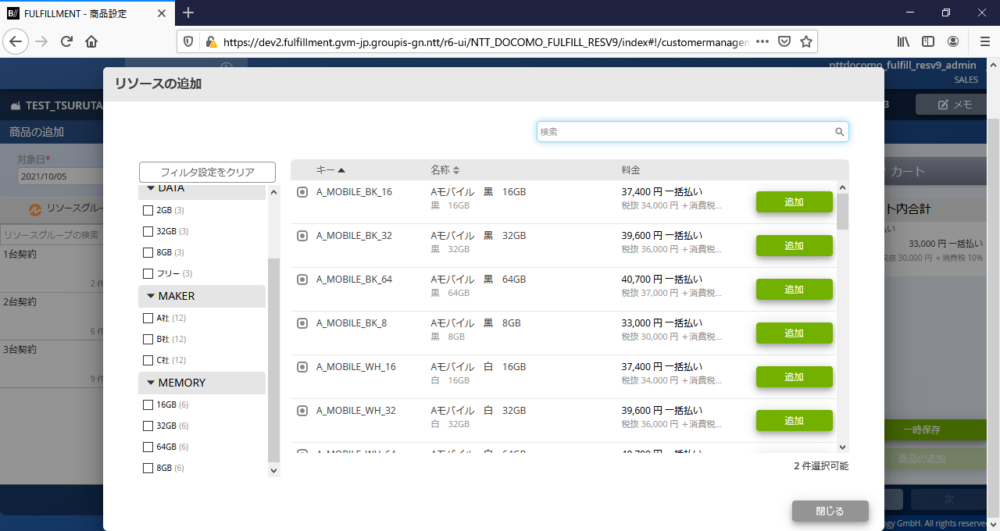 B// FULFILLMENT - 商品設定
https://dev2.fulfillment.gvm-jp.groupis-gn.ntt/r6-ui/NTT_DOCOMO_FULFILL_RESV9/index#!/customermanager
nttdocomo_fulfill_resv9_admin
SALES
リソースの追加
TEST_TSURUTA
3
メモ
商品の追加
検索
対象日*
2021/10/05
フィルタ設定をクリア
キー 名称 料金
カート
DATA
2GB (3)
32GB (3)
8GB (3)
フリー (3)
MAKER
A社 (12)
B社 (12)
C社 (12)
MEMORY
16GB (6)
32GB (6)
64GB (6)
8GB (6)
リソースグルー
リソースグループの検索
1台契約
2 件
2台契約
6 件
3台契約
9 件
A_MOBILE_BK_16 Aモバイル 黒 16GB 37,400 円 一括払い 追加
黒 16GB 税抜 34,000 円 +消費税...
A_MOBILE_BK_32 Aモバイル 黒 32GB 39,600 円 一括払い 追加
黒 32GB 税抜 36,000 円 +消費税...
A_MOBILE_BK_64 Aモバイル 黒 64GB 40,700 円 一括払い 追加
黒 64GB 税抜 37,000 円 +消費税...
A_MOBILE_BK_8 Aモバイル 黒 8GB 33,000 円 一括払い 追加
黒 8GB 税抜 30,000 円 +消費税...
A_MOBILE_WH_16 Aモバイル 白 16GB 37,400 円 一括払い 追加
白 16GB 税抜 34,000 円 +消費税...
A_MOBILE_WH_32 Aモバイル 白 32GB 39,600 円 一括払い 追加
白 32GB 税抜 36,000 円 +消費税...
A_MOBILE_WH_64 Aモバイル 白 64GB 40,700 円 一括払い
ト内合計
い
33,000 円 一括払い
税抜 30,000 円 +消費税 10%
一時保存
商品の追加
2 件選択可能
次
閉じる
ogy GmbH. All rights reserve